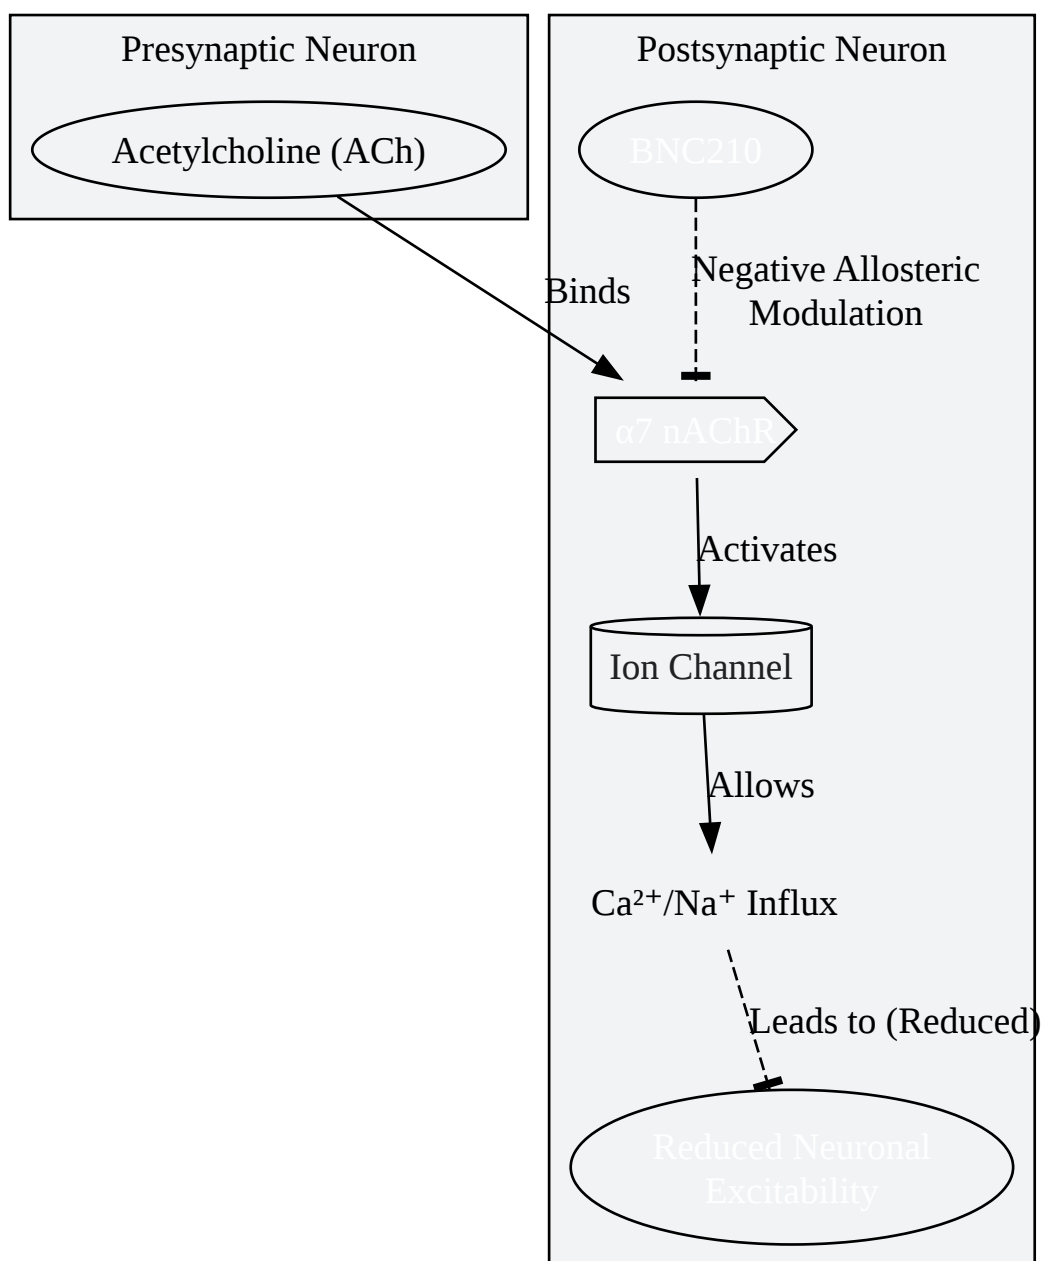 Presynaptic Neuron
Acetylcholine (ACh)
Postsynaptic Neuron
BNC210
Negative Allosteric
Modulation
Binds
α7 nAChR
Activates
Ion Channel
Allows
Ca²⁺/Na⁺ Influx
Leads to (Reduced)
Reduced Neuronal
Excitability